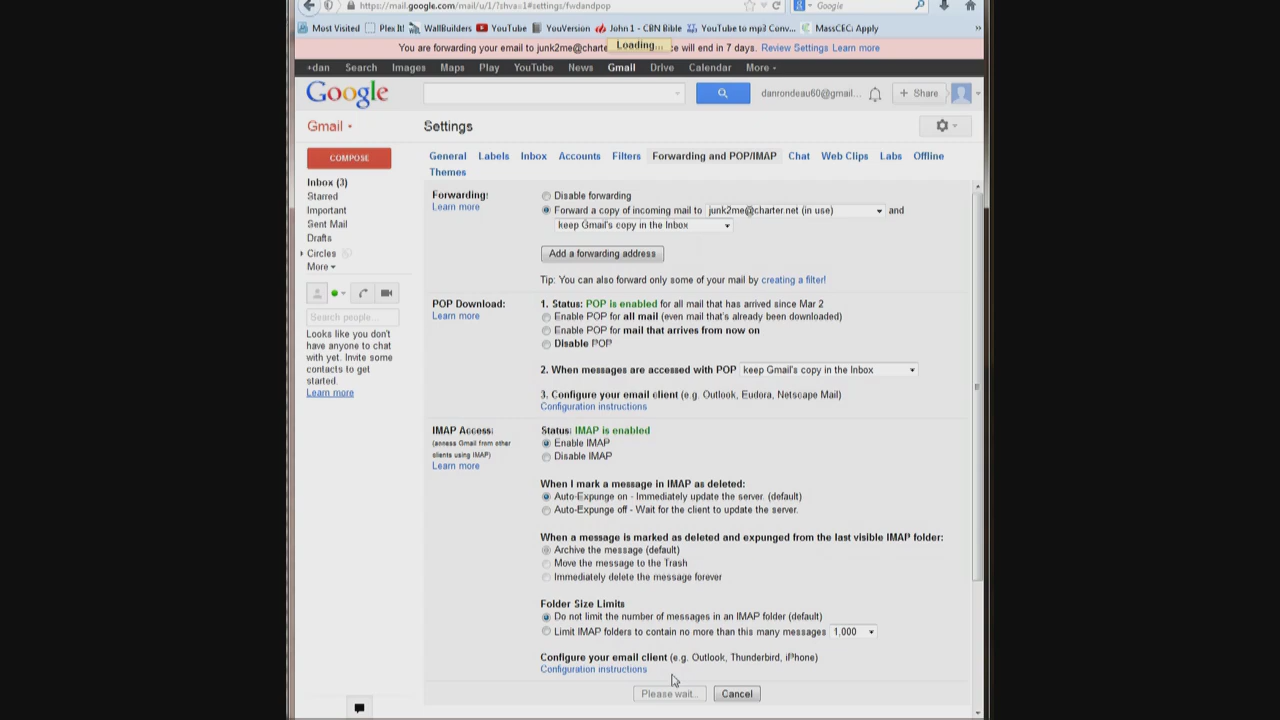 https://mail.google.com/mail/u/1/?shva=1#settings/fwdandpop
Google
Most Visited Plex It! WallBuilders YouTube YouVersion John 1 - CBN Bible YouTube to mp3 Conv... MassCEC: Apply »
You are forwarding your email to junk2me@charte Loading... e will end in 7 days. Review Settings Learn more
+dan Search Images Maps Play YouTube News Gmail Drive Calendar More
Google danrondeau60@gmail... + Share
Gmail Settings
General Labels Inbox Accounts Filters Forwarding and POP/IMAP Chat Web Clips Labs Offline
Themes
COMPOSE
Inbox (3)
Starred
Important
Sent Mail
Drafts
Circles
More
Search people...
Looks like you don't
have anyone to chat
with yet. Invite some
contacts to get
started.
Learn more
Forwarding:
Learn more
Disable forwarding
Forward a copy of incoming mail to junk2me@charter.net (in use) and
keep Gmail's copy in the Inbox
Add a forwarding address
Tip: You can also forward only some of your mail by creating a filter!
POP Download:
Learn more
1. Status: POP is enabled for all mail that has arrived since Mar 2
Enable POP for all mail (even mail that's already been downloaded)
Enable POP for mail that arrives from now on
Disable POP
2. When messages are accessed with POP keep Gmail's copy in the Inbox
3. Configure your email client (e.g. Outlook, Eudora, Netscape Mail)
Configuration instructions
IMAP Access:
(access Gmail from other
clients using IMAP)
Learn more
Status: IMAP is enabled
Enable IMAP
Disable IMAP
When I mark a message in IMAP as deleted:
Auto-Expunge on - Immediately update the server. (default)
Auto-Expunge off - Wait for the client to update the server.
When a message is marked as deleted and expunged from the last visible IMAP folder:
Archive the message (default)
Move the message to the Trash
Immediately delete the message forever
Folder Size Limits
Do not limit the number of messages in an IMAP folder (default)
Limit IMAP folders to contain no more than this many messages 1,000
Configure your email client (e.g. Outlook, Thunderbird, iPhone)
Configuration instructions
Please wait... Cancel